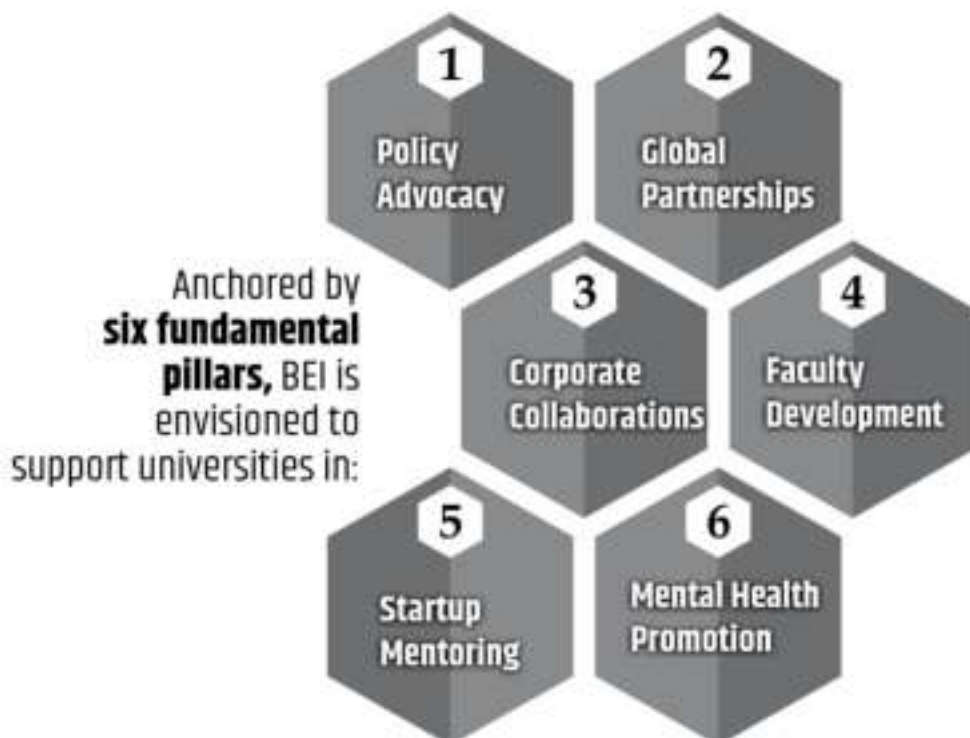 1
Policy
Advocacy
2
Global
Partnerships
Anchored by
six fundamental
pillars, BEI is
envisioned to
support universities in:
3
Corporate
Collaborations
4
Faculty
Development
5
Startup
Mentoring
6
Mental Health
Promotion